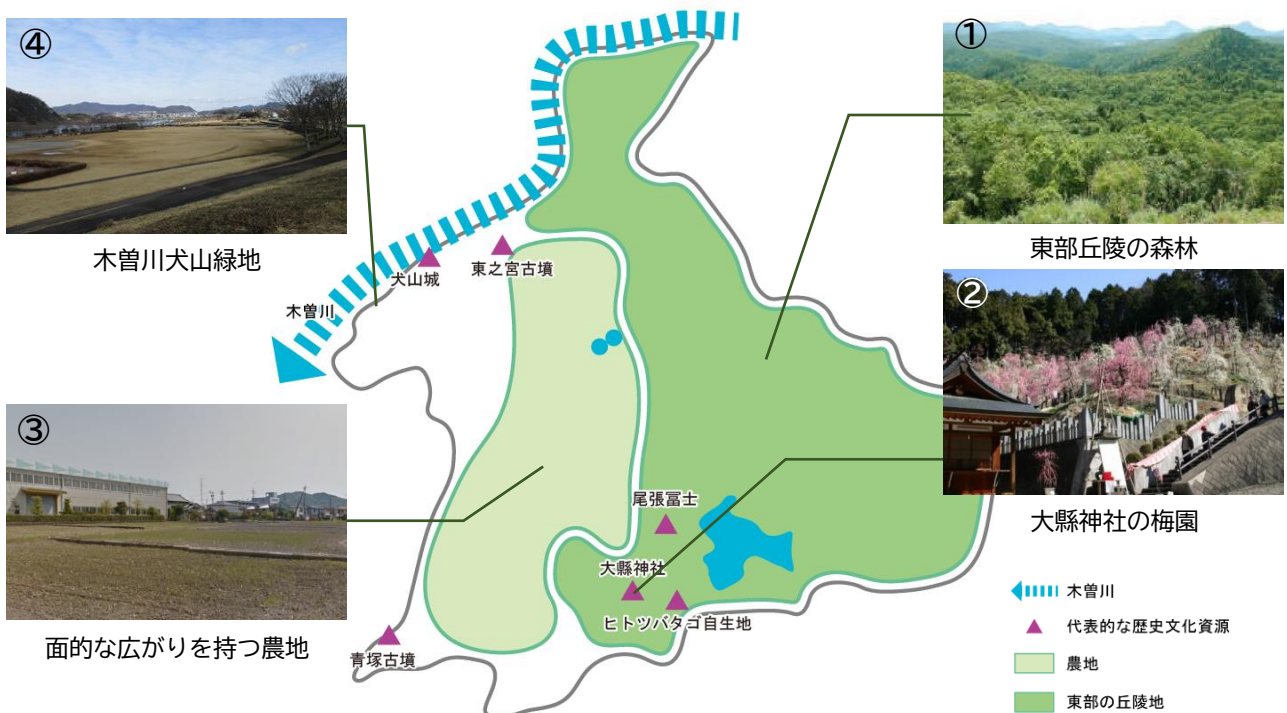 ④
木曽川犬山緑地
①
東部丘陵の森林
②
大縣神社の梅園
③
面的な広がりを持つ農地
木曽川
犬山城
東之宮古墳
尾張冨士
大縣神社
ヒトツバタゴ自生地
青塚古墳
木曽川
代表的な歴史文化資源
農地
東部の丘陵地